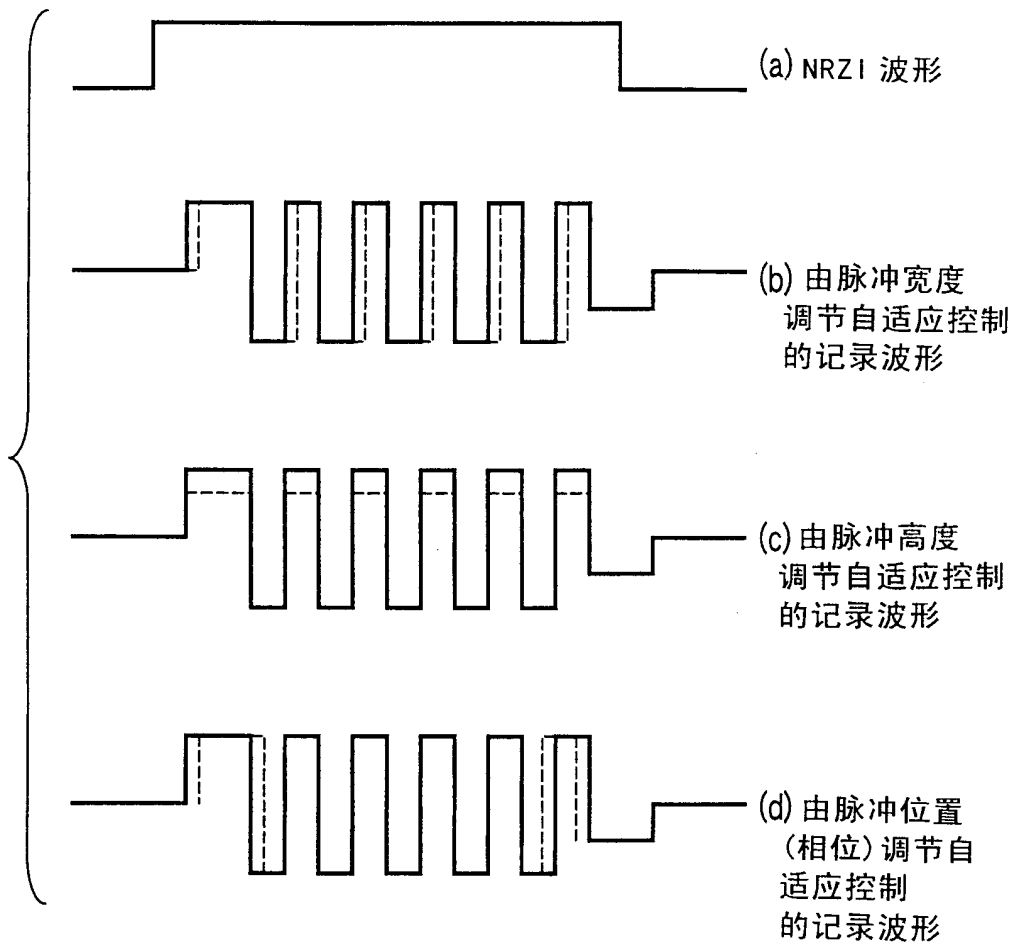 (a) NRZI 波形
(b) 由脉冲宽度
调节自适应控制
的记录波形
(c) 由脉冲高度
调节自适应控制
的记录波形
(d) 由脉冲位置
(相位) 调节自
适应控制
的记录波形